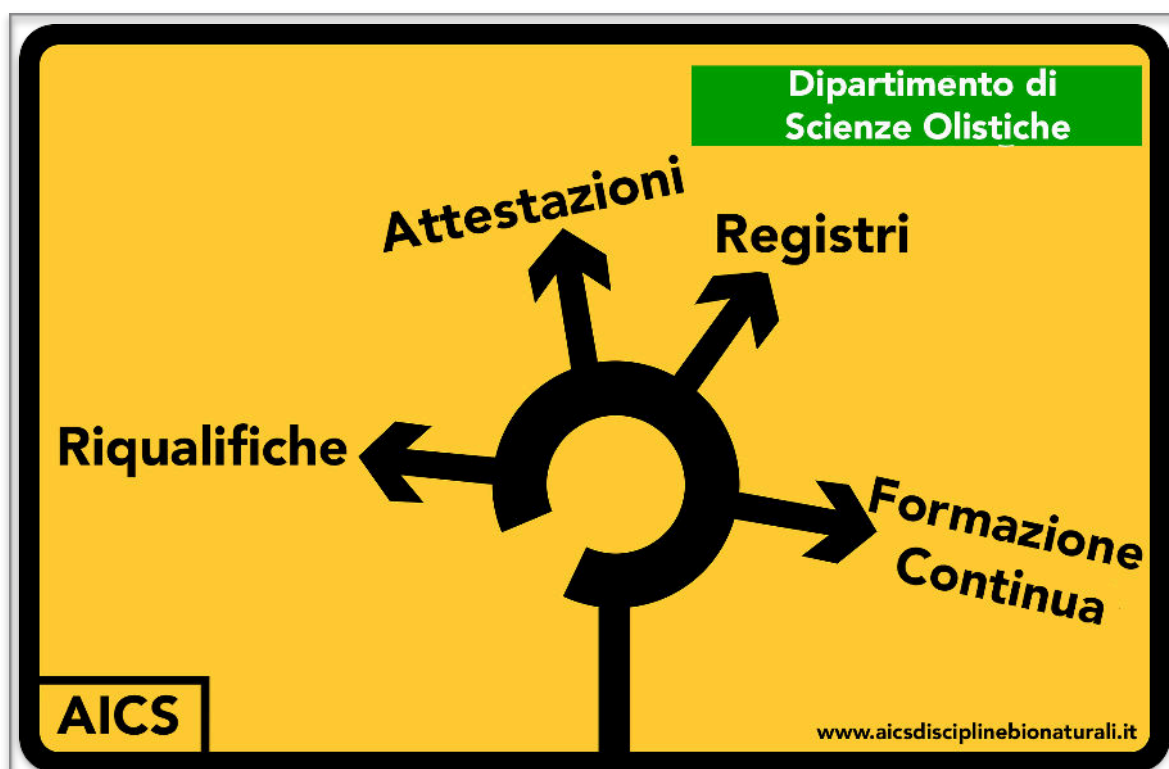 Dipartimento di
Scienze Olistiche
Attestazioni
Registri
Riqualifiche
Formazione
Continua
AICS
www.aicsdisciplinebionaturali.it